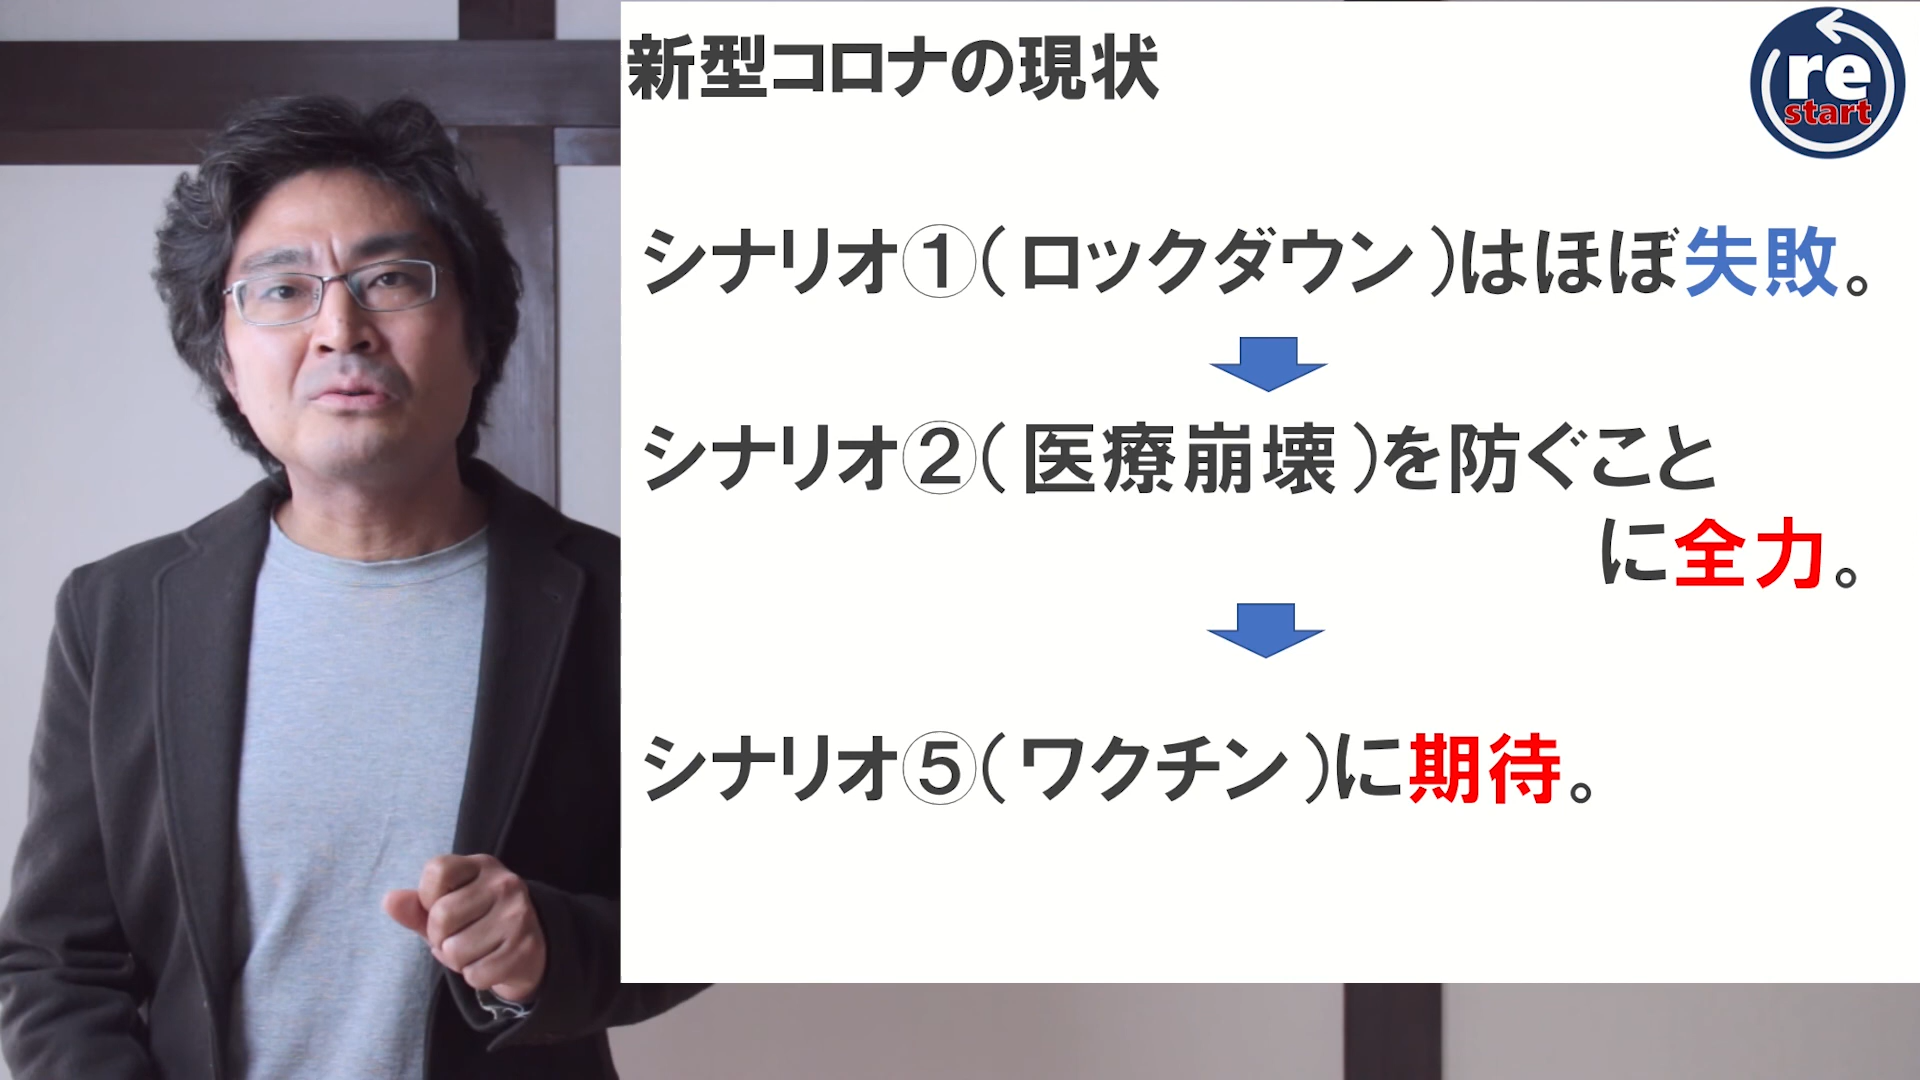 新型コロナの現状
re
start
シナリオ①(ロックダウン)はほぼ失敗。
シナリオ②(医療崩壊)を防ぐこと
に全力。
シナリオ⑤(ワクチン)に期待。